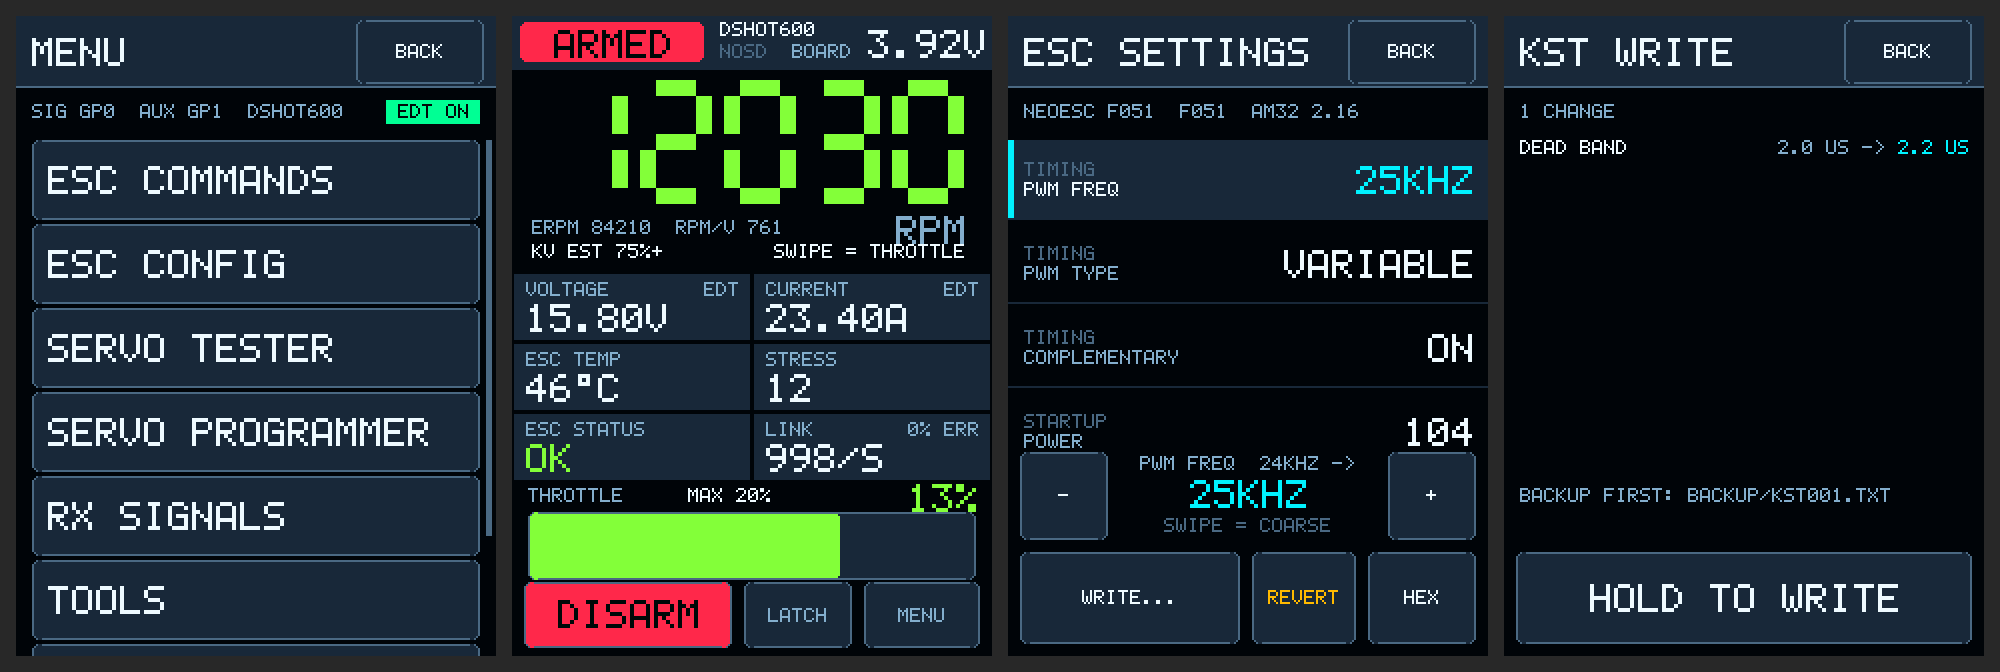 MENU
BACK
SIG GP0 AUX GP1 DSHOT600 EDT ON
ESC COMMANDS
ESC CONFIG
SERVO TESTER
SERVO PROGRAMMER
RX SIGNALS
TOOLS
ARMED
DSHOT600
NOSD BOARD
3.92V
12030
RPM
ERPM 84210 RPM/V 761
KV EST 75%+ SWIPE = THROTTLE
VOLTAGE EDT
15.80V
CURRENT EDT
23.40A
ESC TEMP
46°C
STRESS
12
ESC STATUS
OK
LINK 0% ERR
998/S
THROTTLE MAX 20% 13%
DISARM
LATCH
MENU
ESC SETTINGS
BACK
NEOESC F051 F051 AM32 2.16
TIMING
PWM FREQ
25KHZ
TIMING
PWM TYPE
VARIABLE
TIMING
COMPLEMENTARY
ON
STARTUP
POWER
104
-
PWM FREQ 24KHZ ->
25KHZ
SWIPE = COARSE
+
WRITE...
REVERT
HEX
KST WRITE
BACK
1 CHANGE
DEAD BAND 2.0 US -> 2.2 US
BACKUP FIRST: BACKUP/KST001.TXT
HOLD TO WRITE